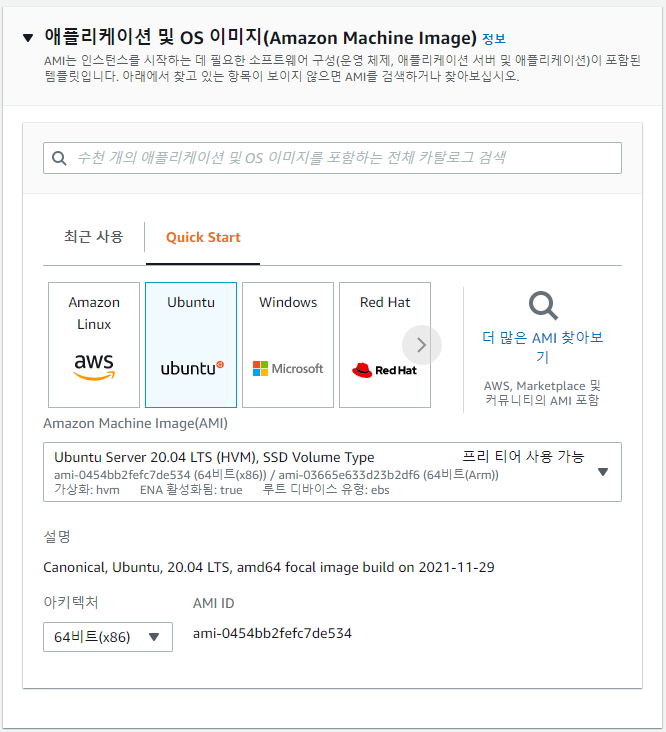 애플리케이션 및 OS 이미지(Amazon Machine Image) 정보
AMI는 인스턴스를 시작하는 데 필요한 소프트웨어 구성(운영 체제, 애플리케이션 서버 및 애플리케이션)이 포함된
템플릿입니다. 아래에서 찾고 있는 항목이 보이지 않으면 AMI를 검색하거나 찾아보십시오.
수천 개의 애플리케이션 및 OS 이미지를 포함하는 전체 카탈로그 검색
최근 사용
Quick Start
Amazon
Linux
aws
Ubuntu
ubuntu
Windows
Microsoft
Red Hat
Red Hat
더 많은 AMI 찾아보
기
AWS, Marketplace 및
커뮤니티의 AMI 포함
Amazon Machine Image(AMI)
Ubuntu Server 20.04 LTS (HVM), SSD Volume Type 프리 티어 사용 가능
ami-0454bb2fefc7de534 (64비트(x86)) / ami-03665e633d23b2df6 (64비트(Arm))
가상화: hvm ENA 활성화됨: true 루트 디바이스 유형: ebs
설명
Canonical, Ubuntu, 20.04 LTS, amd64 focal image build on 2021-11-29
아키텍처 AMI ID
64비트(x86) ami-0454bb2fefc7de534